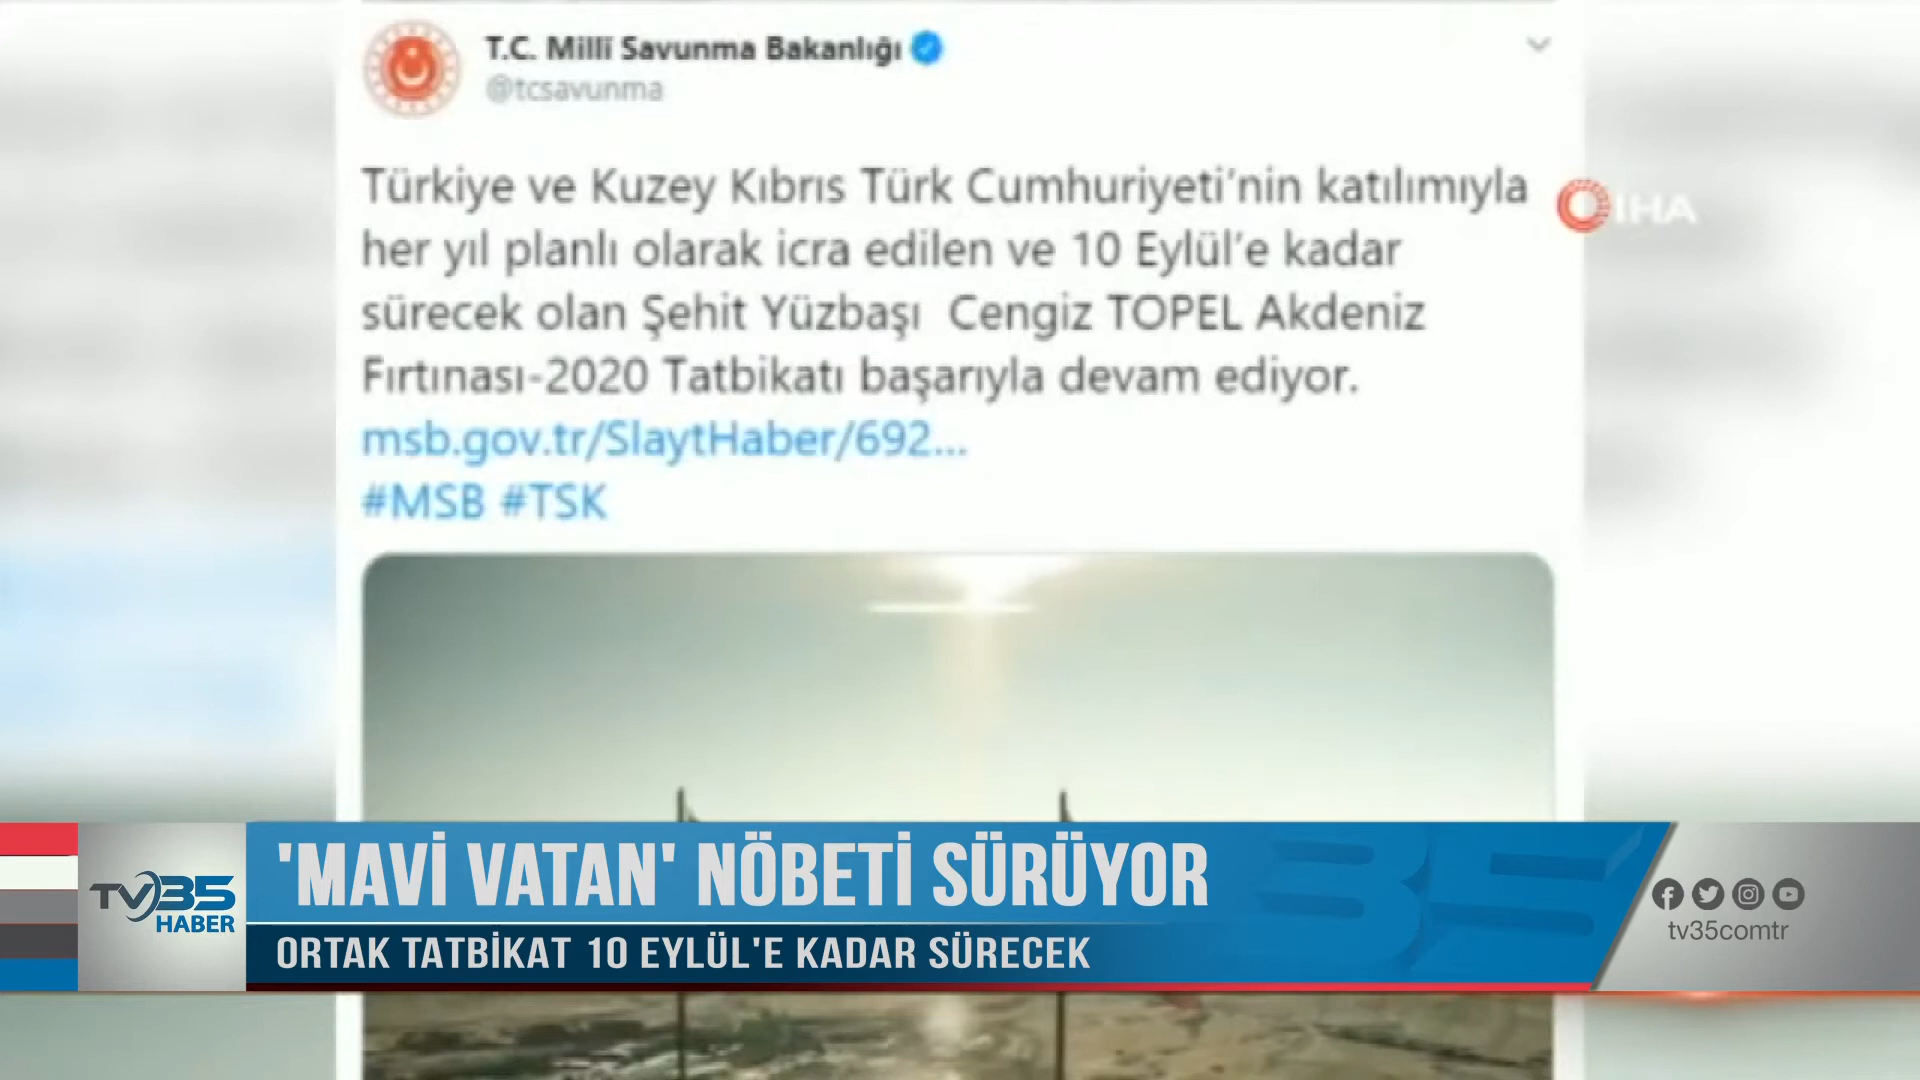 T.C. Millî Savunma Bakanlığı
@tcsavunma
Türkiye ve Kuzey Kıbrıs Türk Cumhuriyeti'nin katılımıyla
her yıl planlı olarak icra edilen ve 10 Eylül'e kadar
sürecek olan Şehit Yüzbaşı Cengiz TOPEL Akdeniz
Fırtınası-2020 Tatbikatı başarıyla devam ediyor.
msb.gov.tr/SlaytHaber/692...
#MSB #TSK
İHA
'MAVİ VATAN' NÖBETİ SÜRÜYOR
ORTAK TATBİKAT 10 EYLÜL'E KADAR SÜRECEK
TV35
HABER
35
tv35comtr